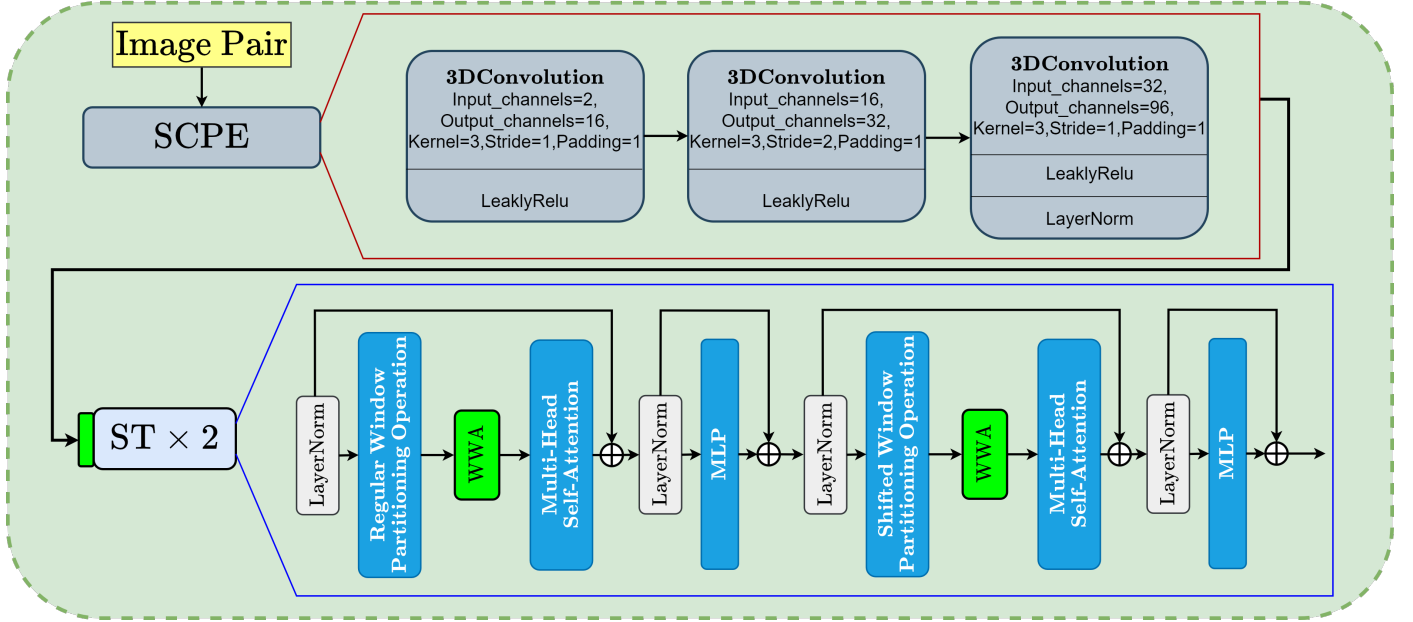 Image Pair
SCPE
3DConvolution
Input_channels=2,
Output_channels=16,
Kernel=3,Stride=1,Padding=1
LeaklyRelu
3DConvolution
Input_channels=16,
Output_channels=32,
Kernel=3,Stride=2,Padding=1
LeaklyRelu
3DConvolution
Input_channels=32,
Output_channels=96,
Kernel=3,Stride=1,Padding=1
LeaklyRelu
LayerNorm
ST × 2
LayerNorm
Regular Window
Partitioning Operation
WWA
Multi-Head
Self-Attention
LayerNorm
MLP
LayerNorm
Shifted Window
Partitioning Operation
WWA
Multi-Head
Self-Attention
LayerNorm
MLP